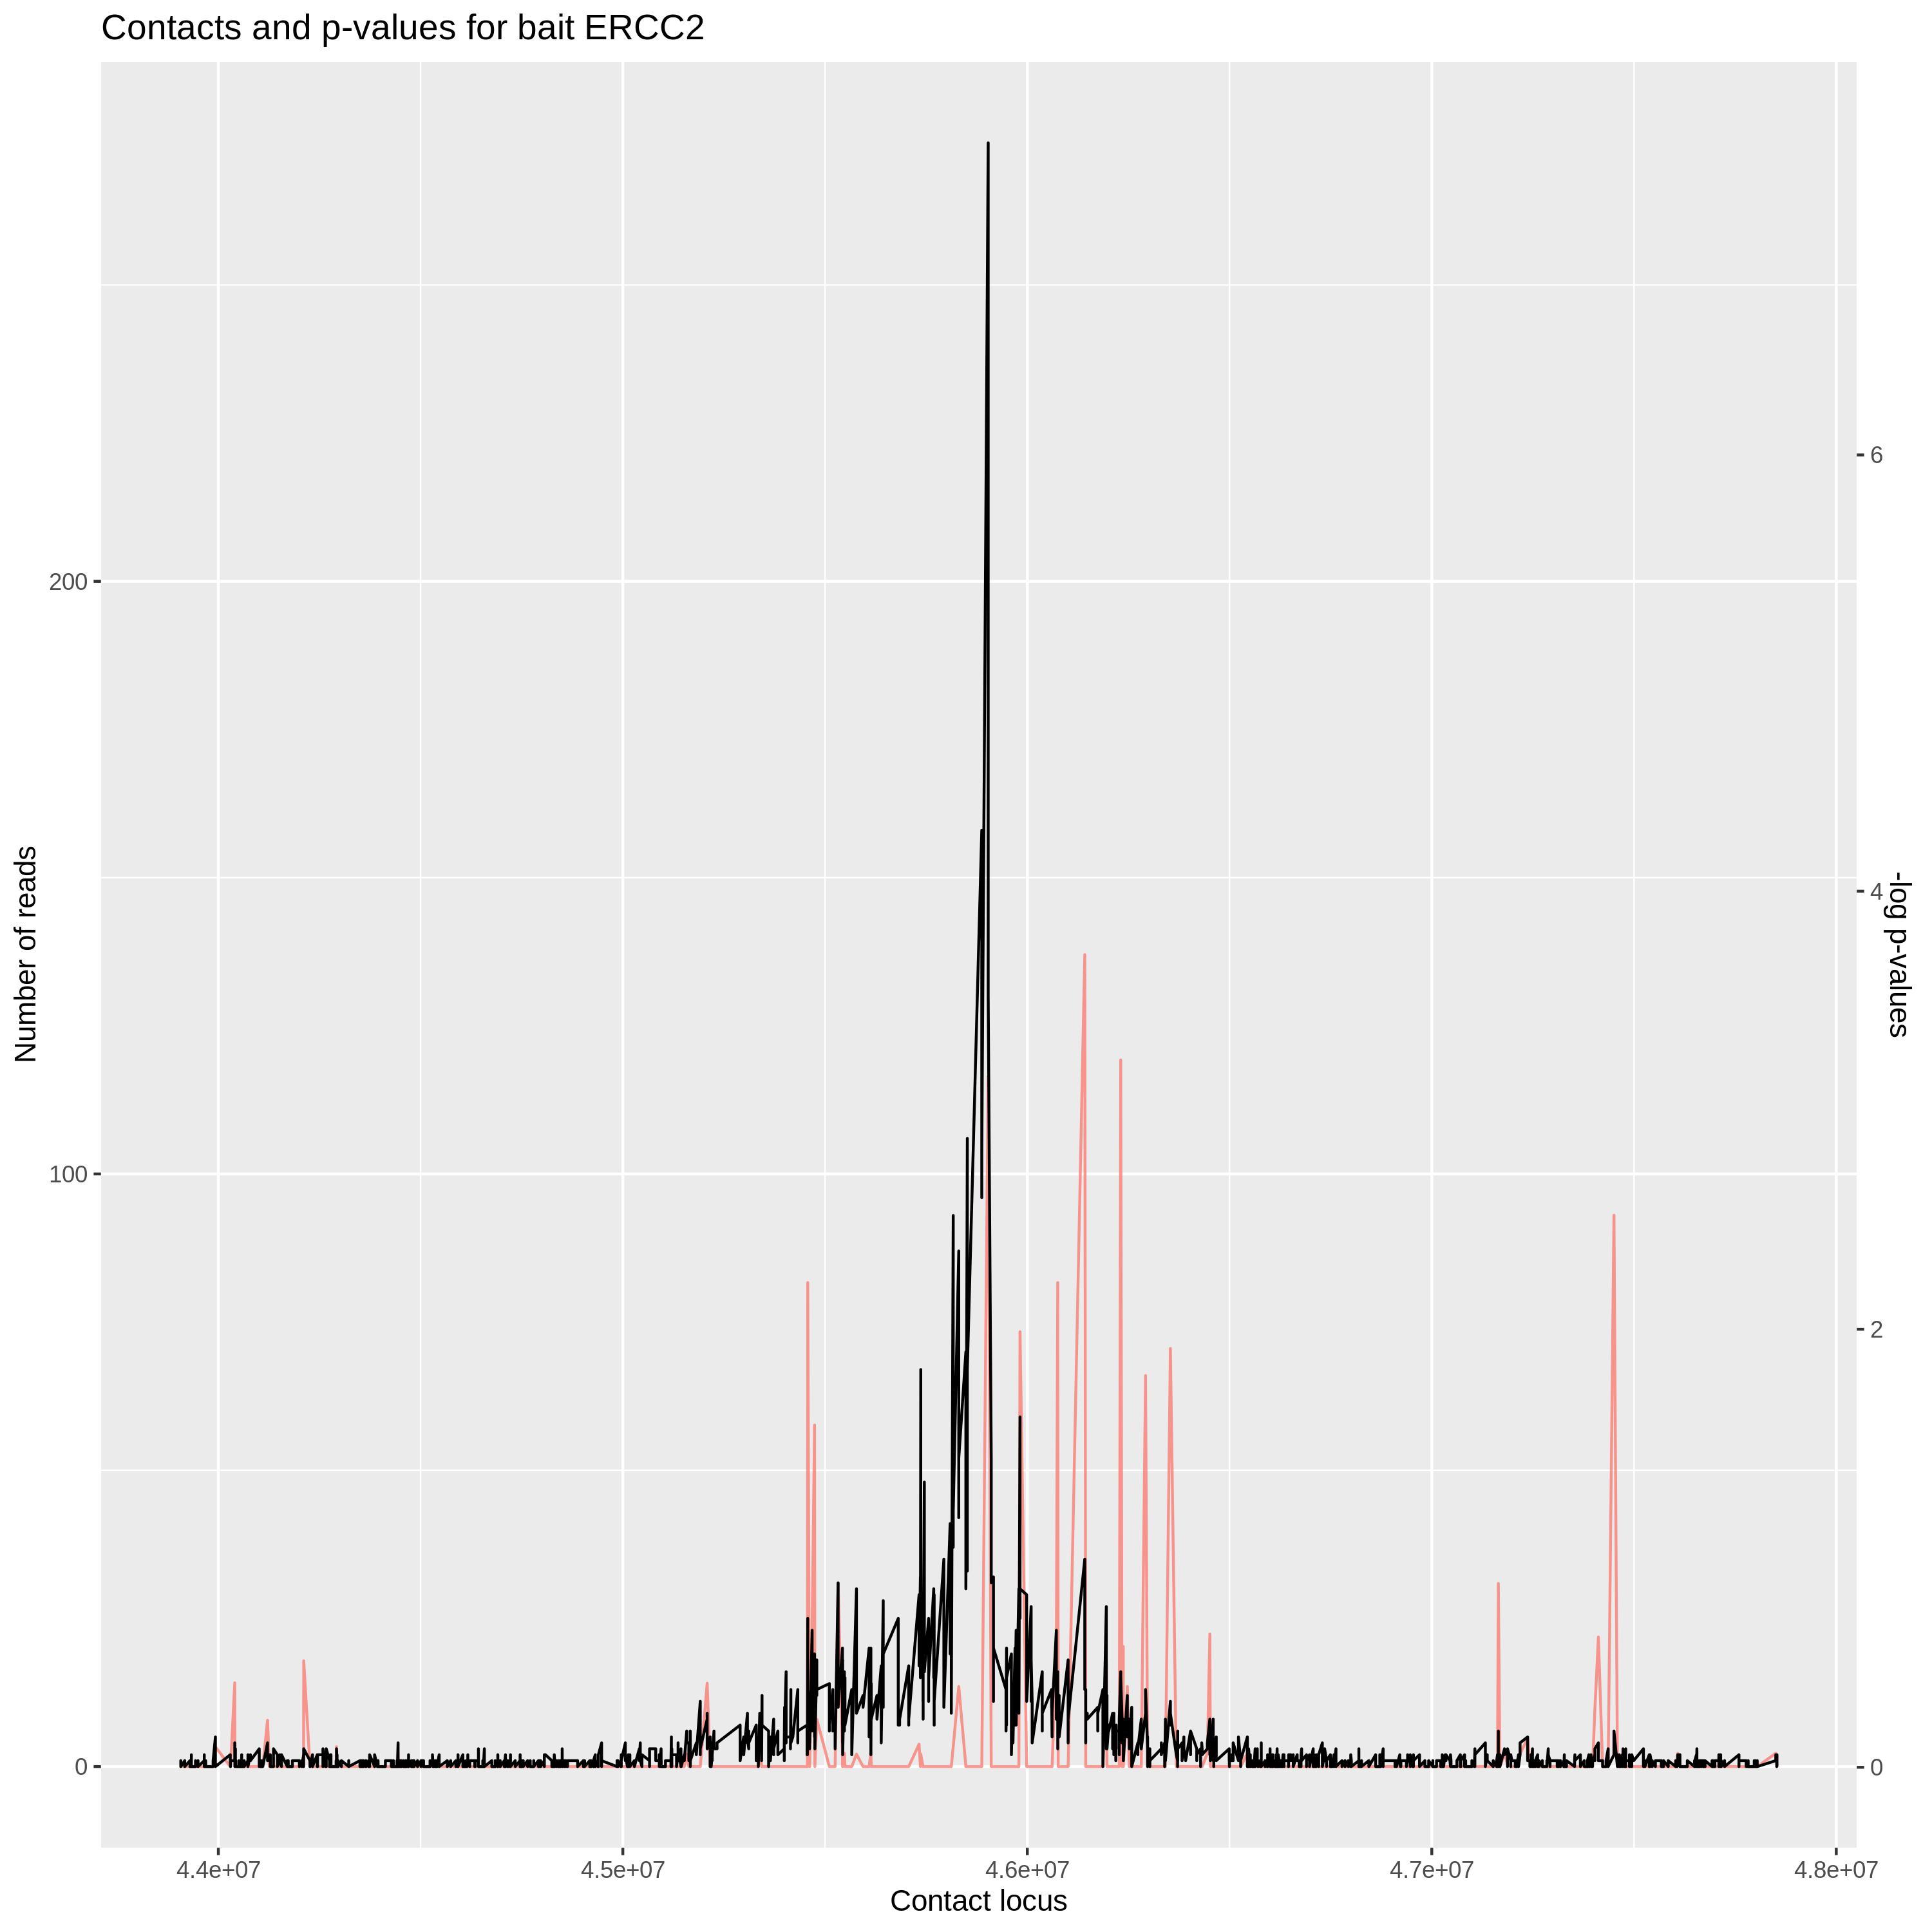 Contacts and p-values for bait ERCC2
Number of reads
200
100
0
6
4
2
0
-log p-values
4.4e+07 4.5e+07 4.6e+07 4.7e+07 4.8e+07
Contact locus